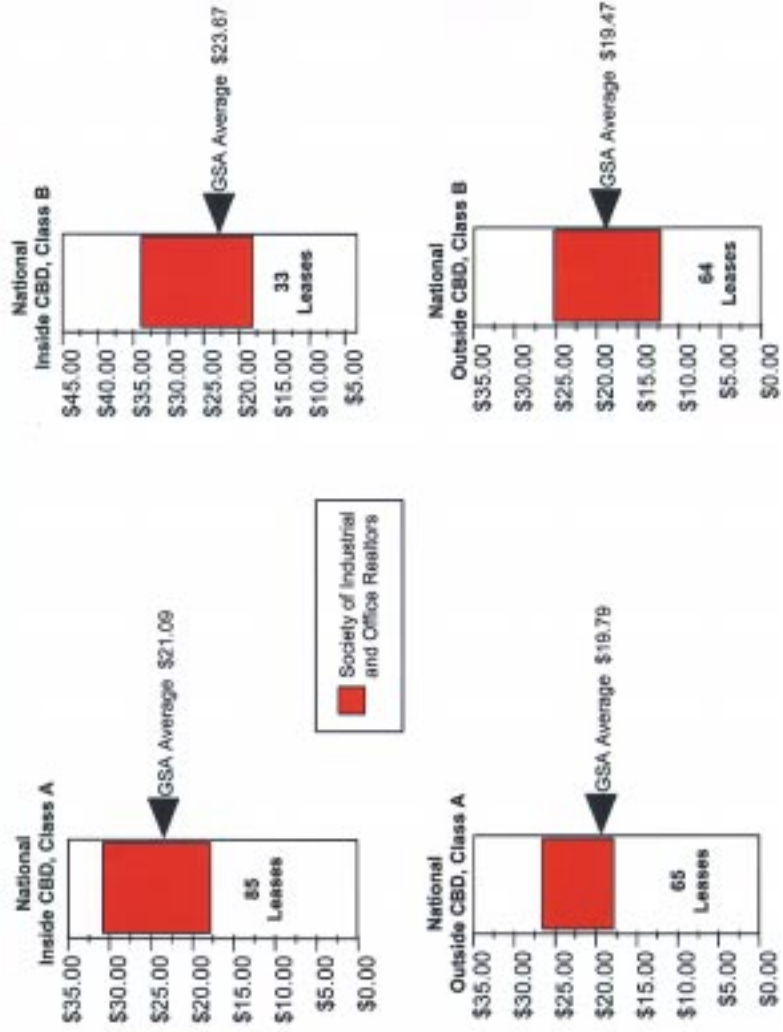 National
Inside CBD, Class A
$35.00
$30.00
$25.00
$20.00
$15.00
$10.00
$5.00
$0.00
85
Leases
GSA Average $21.09
National
Inside CBD, Class B
$45.00
$40.00
$35.00
$30.00
$25.00
$20.00
$15.00
$10.00
$5.00
33
Leases
GSA Average $23.67
Society of Industrial
and Office Realtors
National
Outside CBD, Class A
$35.00
$30.00
$25.00
$20.00
$15.00
$10.00
$5.00
$0.00
65
Leases
GSA Average $19.79
National
Outside CBD, Class B
$35.00
$30.00
$25.00
$20.00
$15.00
$10.00
$5.00
$0.00
64
Leases
GSA Average $19.47